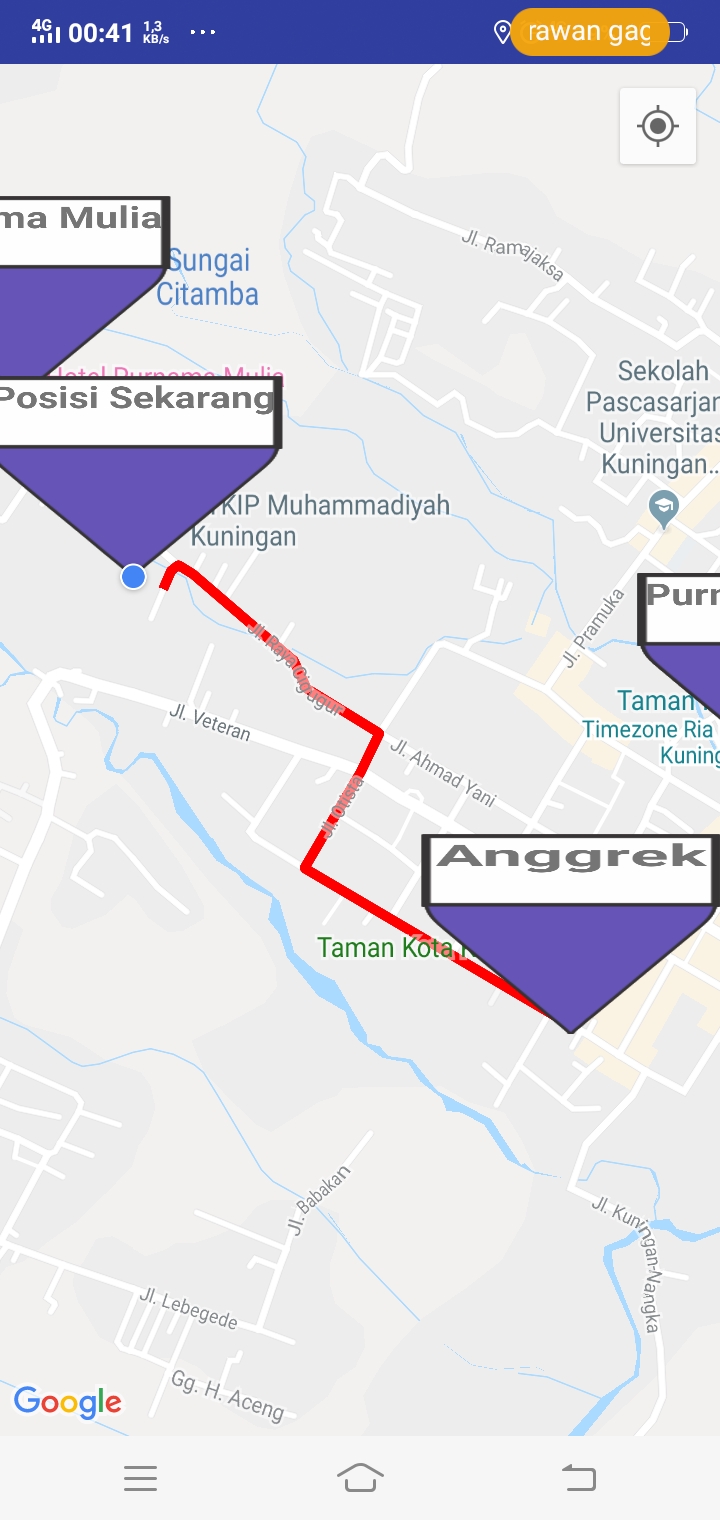 4G 00:41 1,3 KB/s ...
rawan gag
Jl. Ramajaksa
ma Mulia
Sungai
Citamba
Hotel Purnama Mulia
Sekolah
Pascasarjan
Universitas
Kuningan...
Posisi Sekarang
KIP Muhammadiyah
Kuningan
Purn
Jl. Pramuka
Jl. Raya Cigugur
Taman
Timezone Ria
Kuning
Jl. Veteran
Jl. Ahmad Yani
Jl. Otista
Anggrek
Taman Kota K
Jl. Babakan
Jl. Kuningan-Nangka
Jl. Lebegede
Gg. H. Aceng
Google